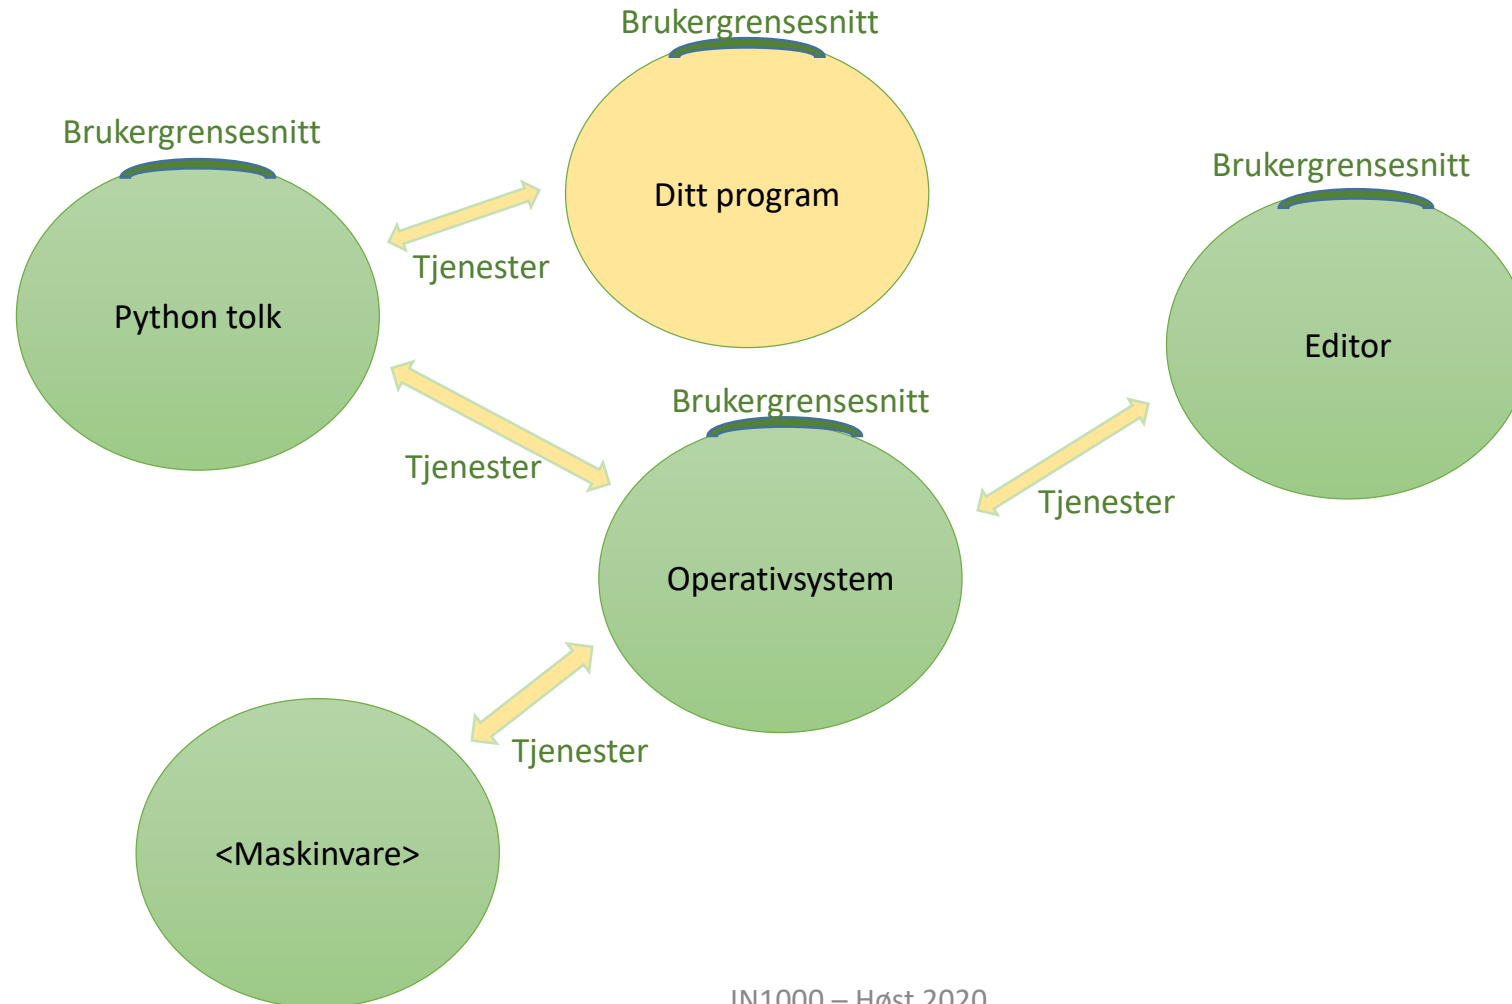 Brukergrensesnitt
Brukergrensesnitt
Brukergrensesnitt
Ditt program
Tjenester
Python tolk
Editor
Brukergrensesnitt
Tjenester
Tjenester
Operativsystem
Tjenester
<Maskinvare>
IN1000 – Høst 2020